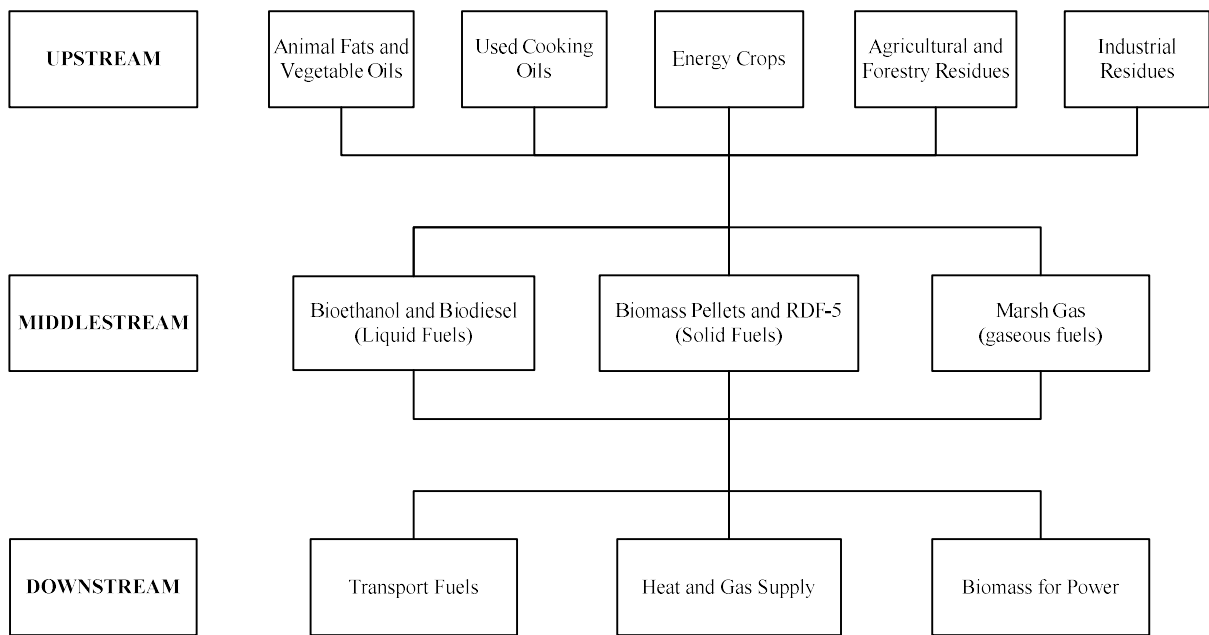 UPSTREAM
Animal Fats and
Vegetable Oils
Used Cooking
Oils
Energy Crops
Agricultural and
Forestry Residues
Industrial
Residues
MIDDLESTREAM
Bioethanol and Biodiesel
(Liquid Fuels)
Biomass Pellets and RDF-5
(Solid Fuels)
Marsh Gas
(gaseous fuels)
DOWNSTREAM
Transport Fuels
Heat and Gas Supply
Biomass for Power